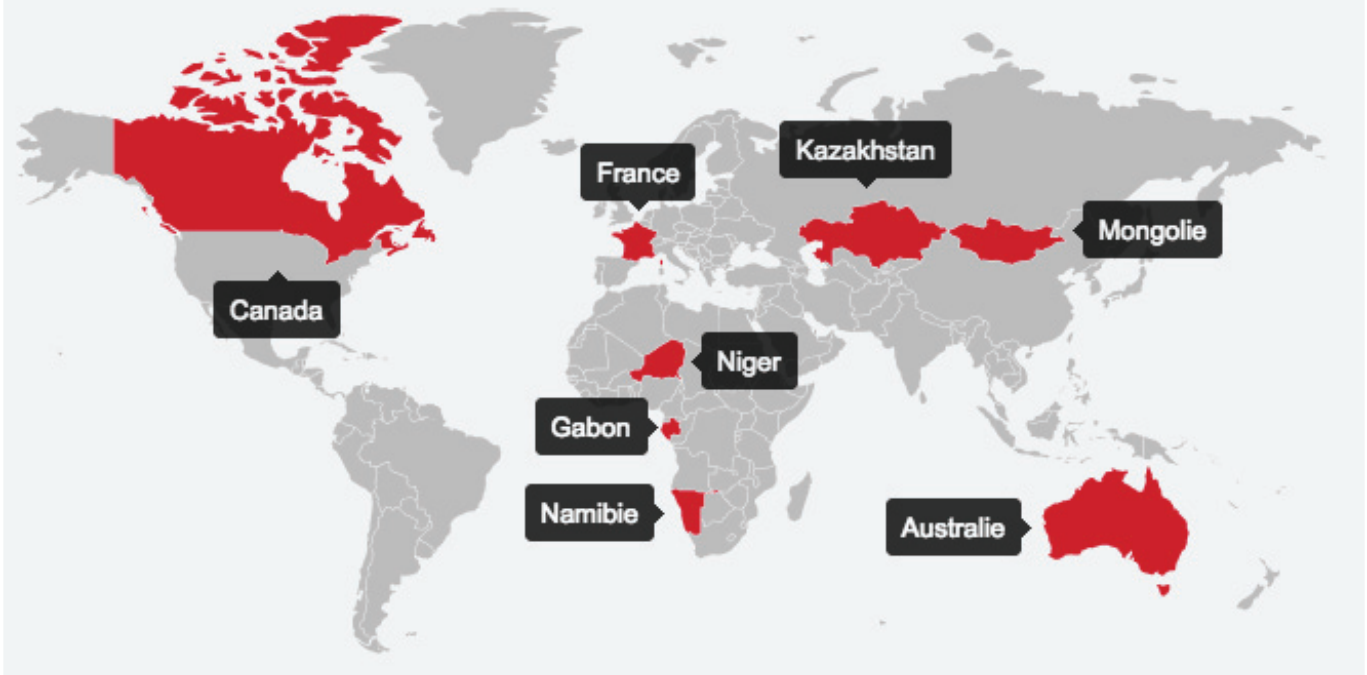 Kazakhstan
France
Mongolie
Canada
Niger
Gabon
Namibie
Australie